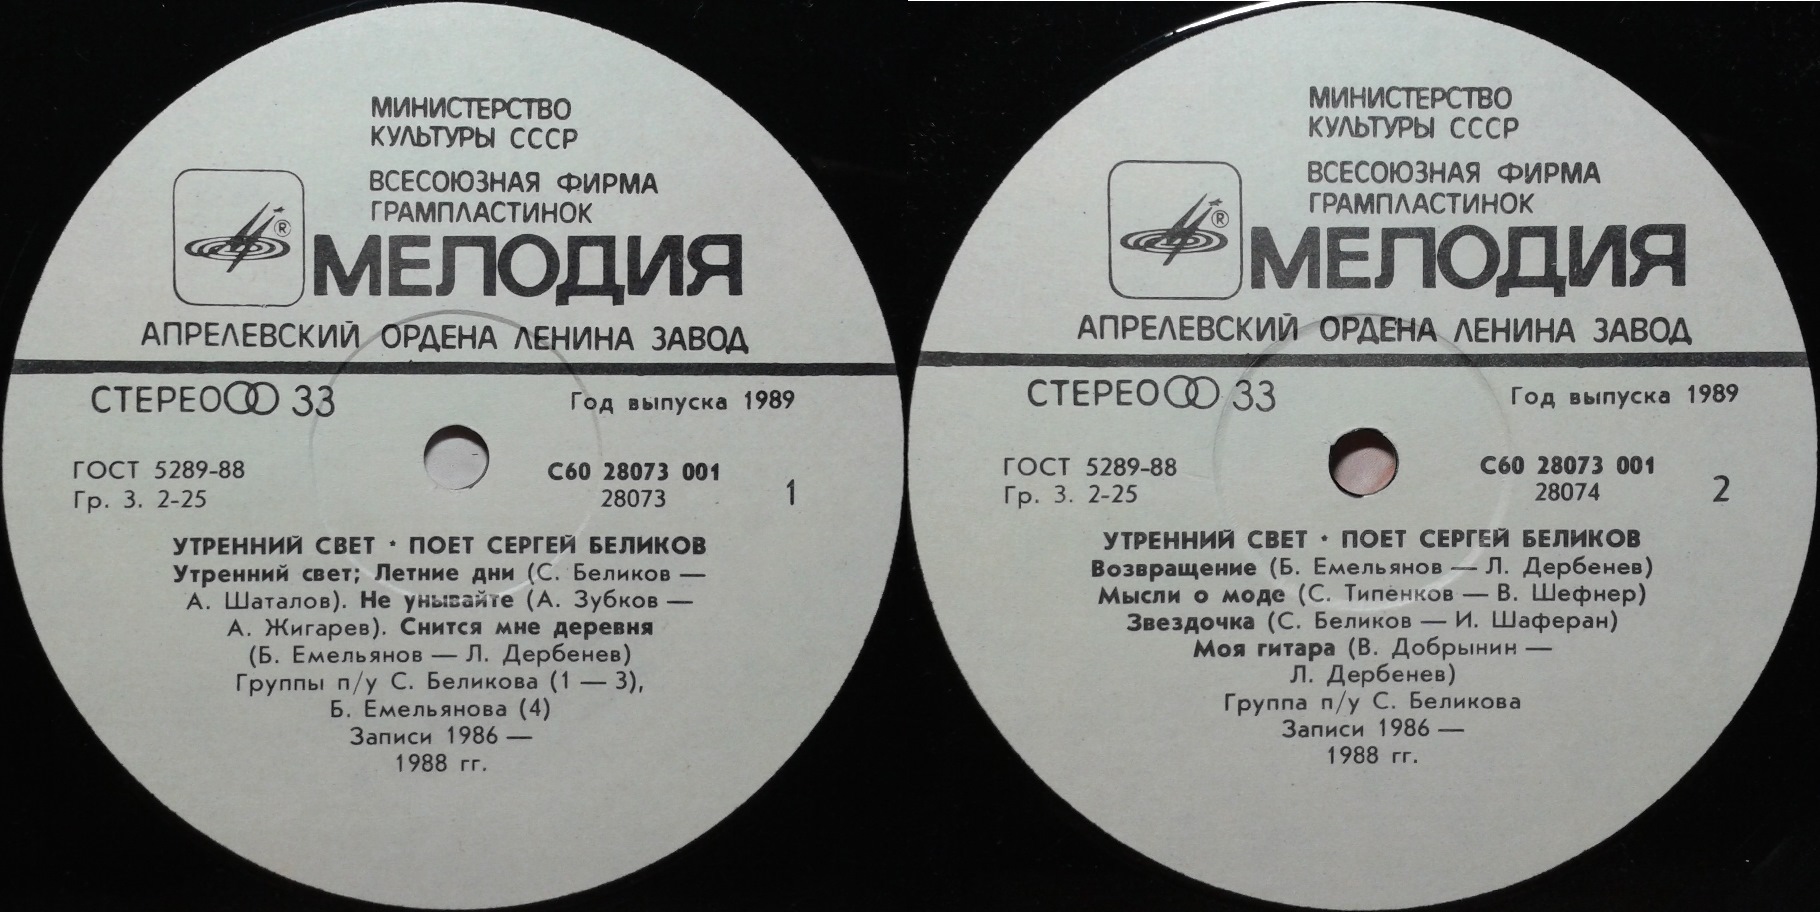 МИНИСТЕРСТВО
КУЛЬТУРЫ СССР
ВСЕСОЮЗНАЯ ФИРМА
ГРАМПЛАСТИНОК
®
МЕЛОДИЯ
АПРЕЛЕВСКИЙ ОРДЕНА ЛЕНИНА ЗАВОД
СТЕРЕО 33
Год выпуска 1989
ГОСТ 5289-88
Гр. 3. 2-25
С60 28073 001
28073
1
УТРЕННИЙ СВЕТ · ПОЕТ СЕРГЕЙ БЕЛИКОВ
Утренний свет; Летние дни (С. Беликов —
А. Шаталов). Не унывайте (А. Зубков —
А. Жигарев). Снится мне деревня
(Б. Емельянов — Л. Дербенев)
Группы п/у С. Беликова (1 — 3),
Б. Емельянова (4)
Записи 1986 —
1988 гг.
МИНИСТЕРСТВО
КУЛЬТУРЫ СССР
ВСЕСОЮЗНАЯ ФИРМА
ГРАМПЛАСТИНОК
®
МЕЛОДИЯ
АПРЕЛЕВСКИЙ ОРДЕНА ЛЕНИНА ЗАВОД
СТЕРЕО 33
Год выпуска 1989
ГОСТ 5289-88
Гр. 3. 2-25
С60 28073 001
28074
2
УТРЕННИЙ СВЕТ · ПОЕТ СЕРГЕЙ БЕЛИКОВ
Возвращение (Б. Емельянов — Л. Дербенев)
Мысли о моде (С. Типенков — В. Шефнер)
Звездочка (С. Беликов — И. Шаферан)
Моя гитара (В. Добрынин —
Л. Дербенев)
Группа п/у С. Беликова
Записи 1986 —
1988 гг.